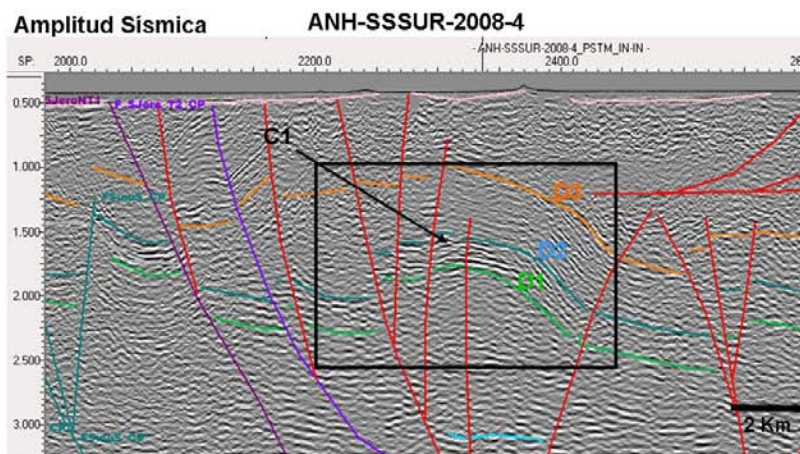 Amplitud Sísmica
ANH-SSSUR-2008-4
- ANH-SSSUR-2008-4_PSTM_IN-IN -
SP: 2000.0 2200.0 2400.0
0.500
1.000
1.500
2.000
2.500
3.000
C1
D3
D2
D1
2 Km